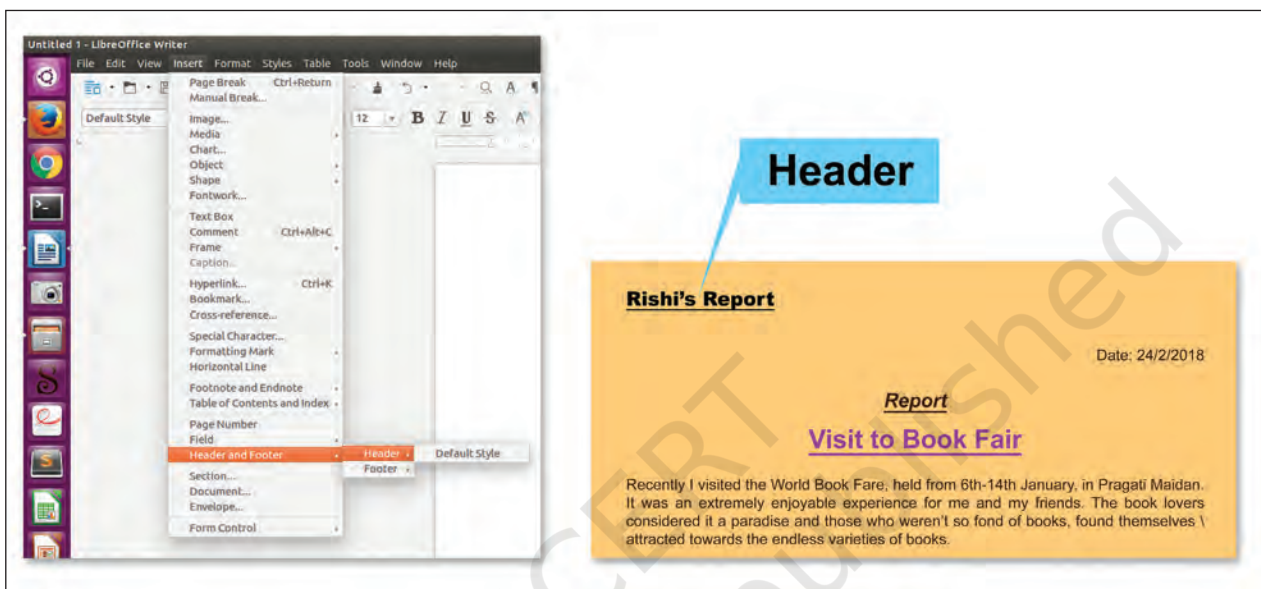 Untitled 1 - LibreOffice Writer
File Edit View Insert Format Styles Table Tools Window Help
Page Break Ctrl+Return
Manual Break...
Default Style
12 B I U S A
Image...
Media
Chart...
Object
Shape
Fontwork...
Text Box
Comment Ctrl+Alt+C
Frame
Caption...
Hyperlink... Ctrl+K
Bookmark...
Cross-reference...
Special Character...
Formatting Mark
Horizontal Line
Footnote and Endnote
Table of Contents and Index
Page Number
Field
Header and Footer Header Default Style
Footer
Section...
Document...
Envelope...
Form Control
Header
Rishi's Report
Date: 24/2/2018
Report
Visit to Book Fair
Recently I visited the World Book Fare, held from 6th-14th January, in Pragati Maidan.
It was an extremely enjoyable experience for me and my friends. The book lovers
considered it a paradise and those who weren't so fond of books, found themselves \
attracted towards the endless varieties of books.